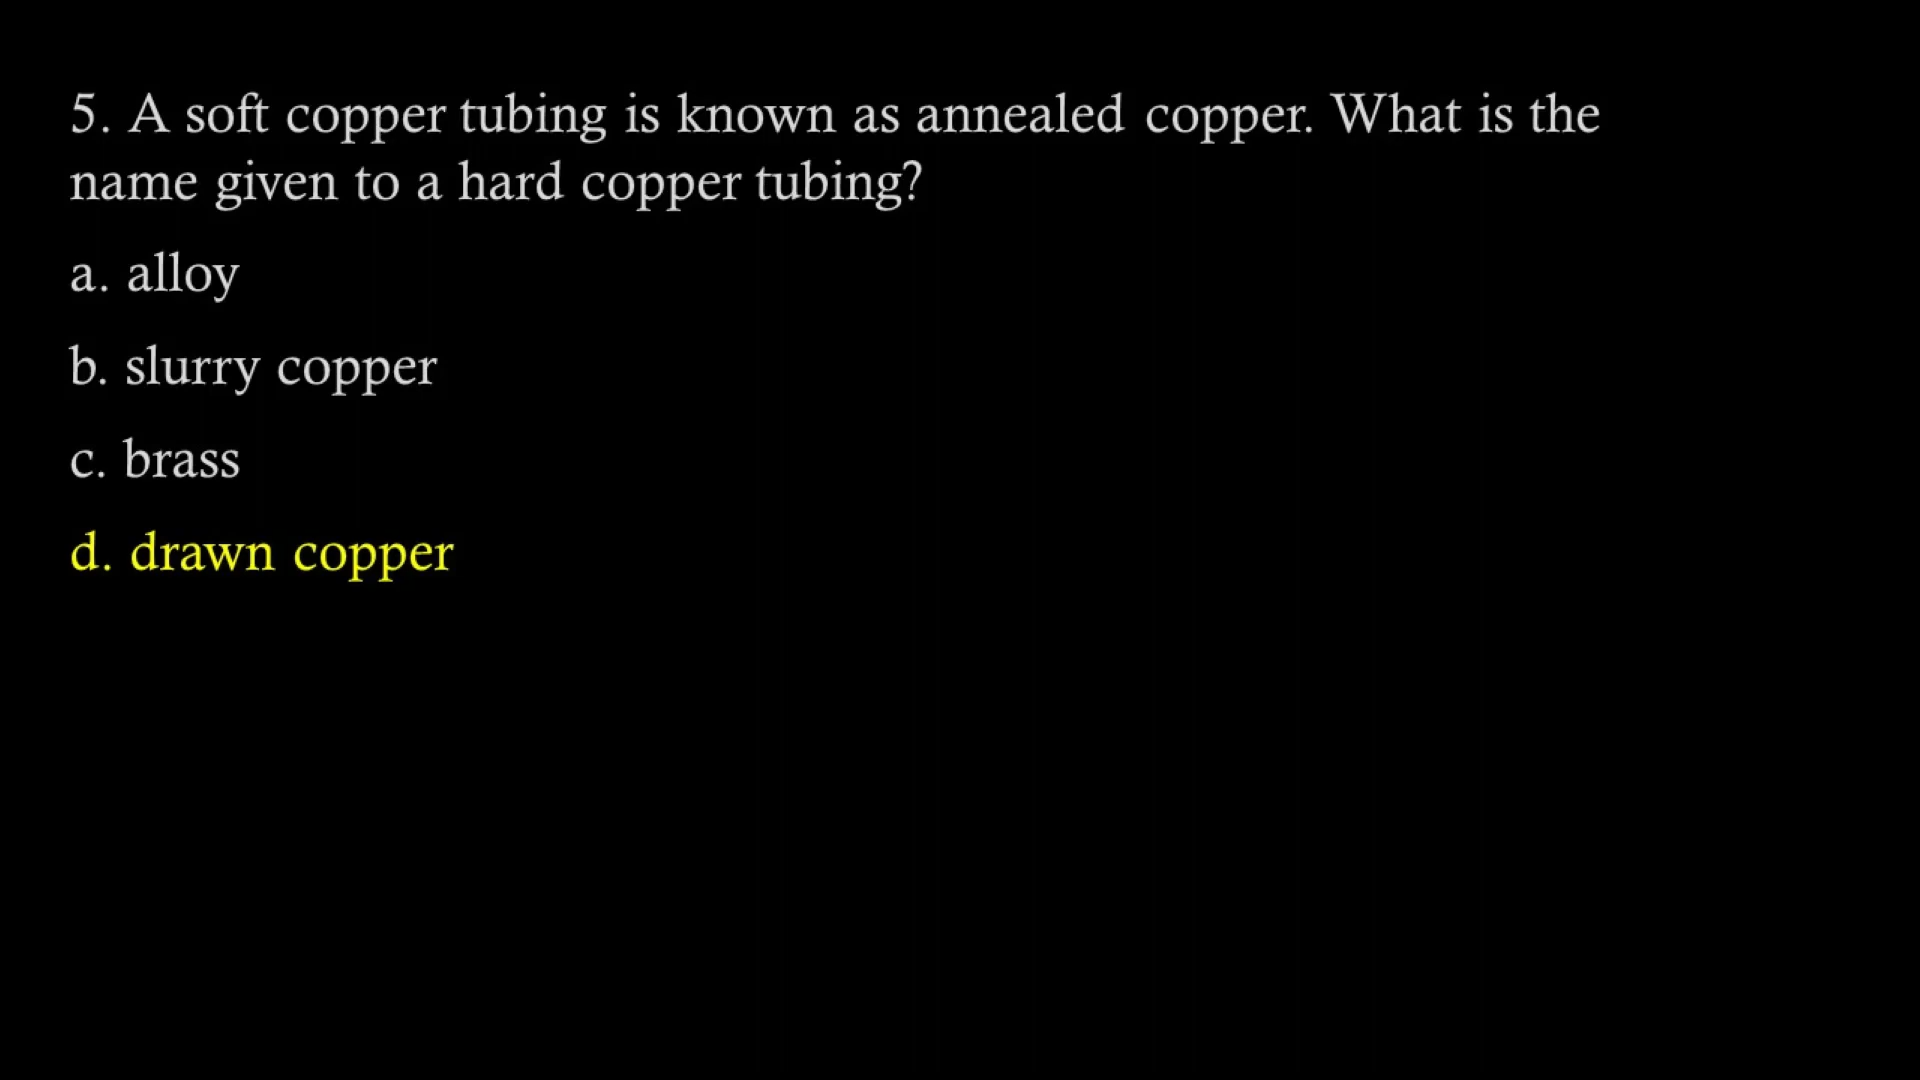 5. A soft copper tubing is known as annealed copper. What is the
name given to a hard copper tubing?
a. alloy
b. slurry copper
c. brass
d. drawn copper